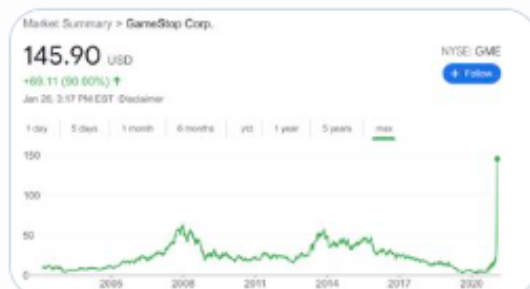 Market Summary > GameStop Corp.
145.90 USD
NYSE: GME
+69.11 (90.00%) ↑
+ Follow
Jan 26, 3:17 PM EST Disclaimer
1 day 5 days 1 month 6 months ytd 1 year 5 years max
150
100
50
0
2005 2008 2011 2014 2017 2020